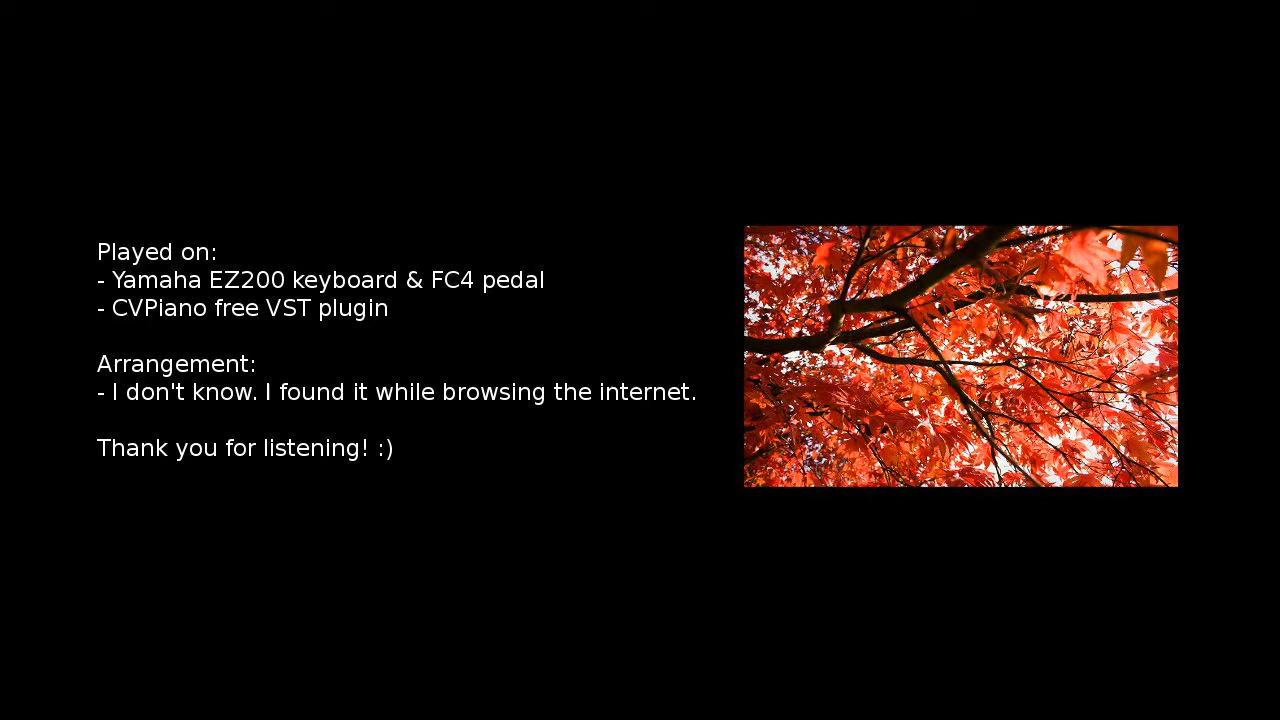 Played on:
- Yamaha EZ200 keyboard & FC4 pedal
- CVPiano free VST plugin
Arrangement:
- I don't know. I found it while browsing the internet.
Thank you for listening! :)